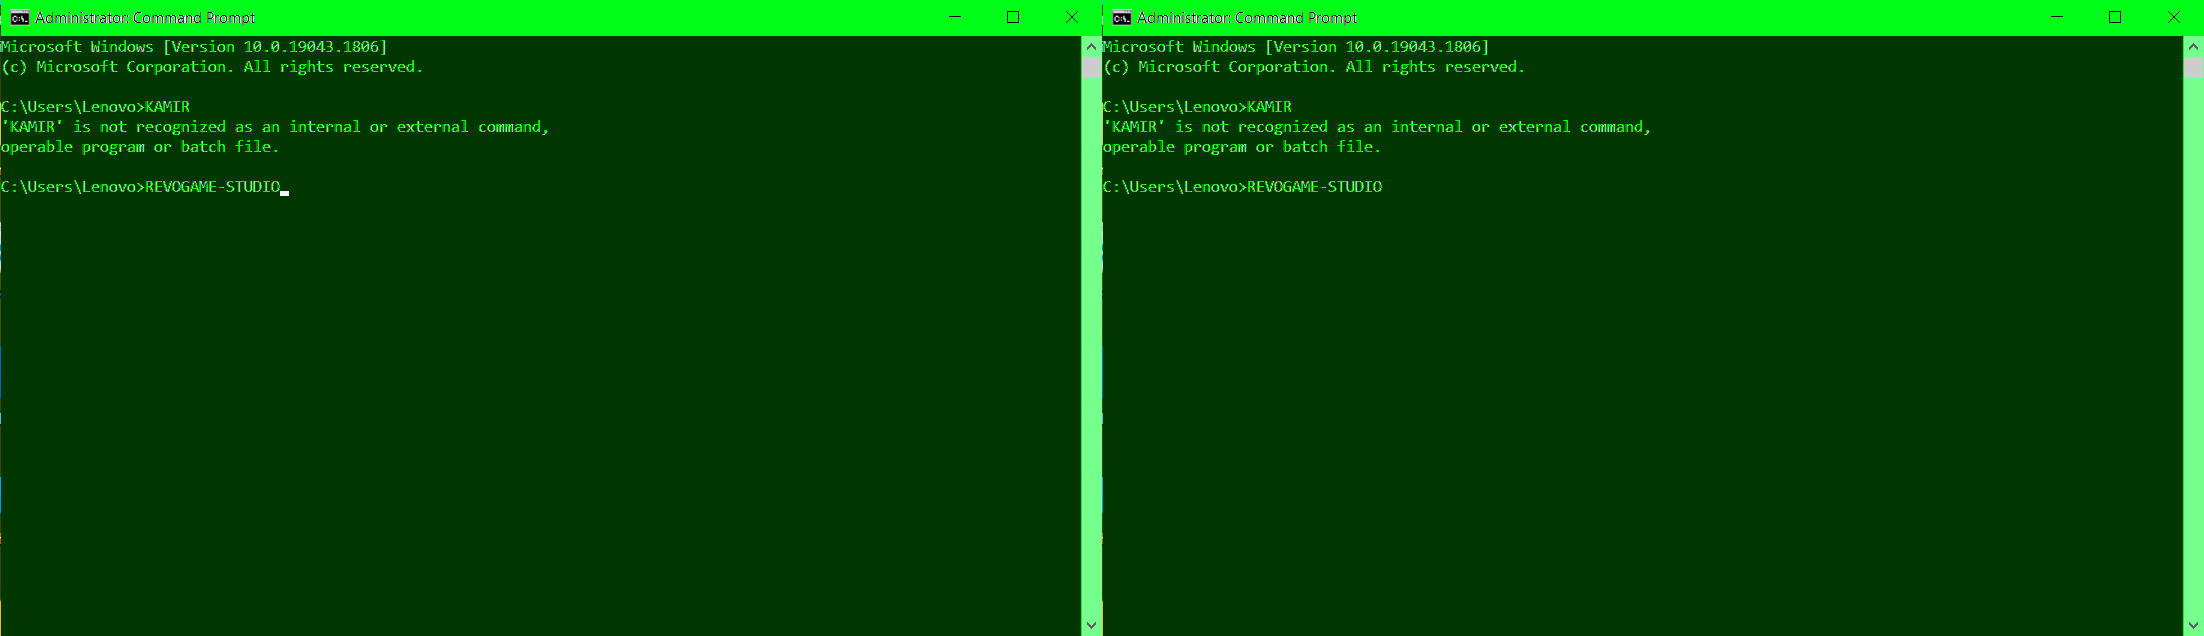 Administrator: Command Prompt
Microsoft Windows [Version 10.0.19043.1806]
(c) Microsoft Corporation. All rights reserved.
C:\Users\Lenovo>KAMIR
'KAMIR' is not recognized as an internal or external command,
operable program or batch file.
C:\Users\Lenovo>REVOGAME-STUDIO
Administrator: Command Prompt
Microsoft Windows [Version 10.0.19043.1806]
(c) Microsoft Corporation. All rights reserved.
C:\Users\Lenovo>KAMIR
'KAMIR' is not recognized as an internal or external command,
operable program or batch file.
C:\Users\Lenovo>REVOGAME-STUDIO